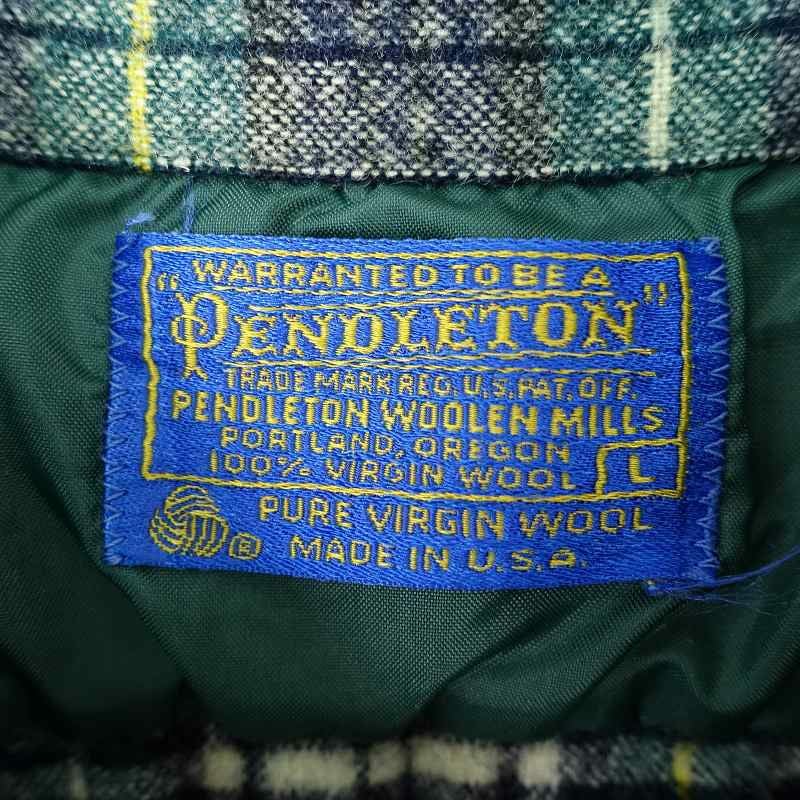 WARRANTED TO BE A
"PENDLETON"
TRADE MARK REG. U.S. PAT. OFF.
PENDLETON WOOLEN MILLS
PORTLAND, OREGON
100% VIRGIN WOOL L
PURE VIRGIN WOOL
® MADE IN U.S.A.